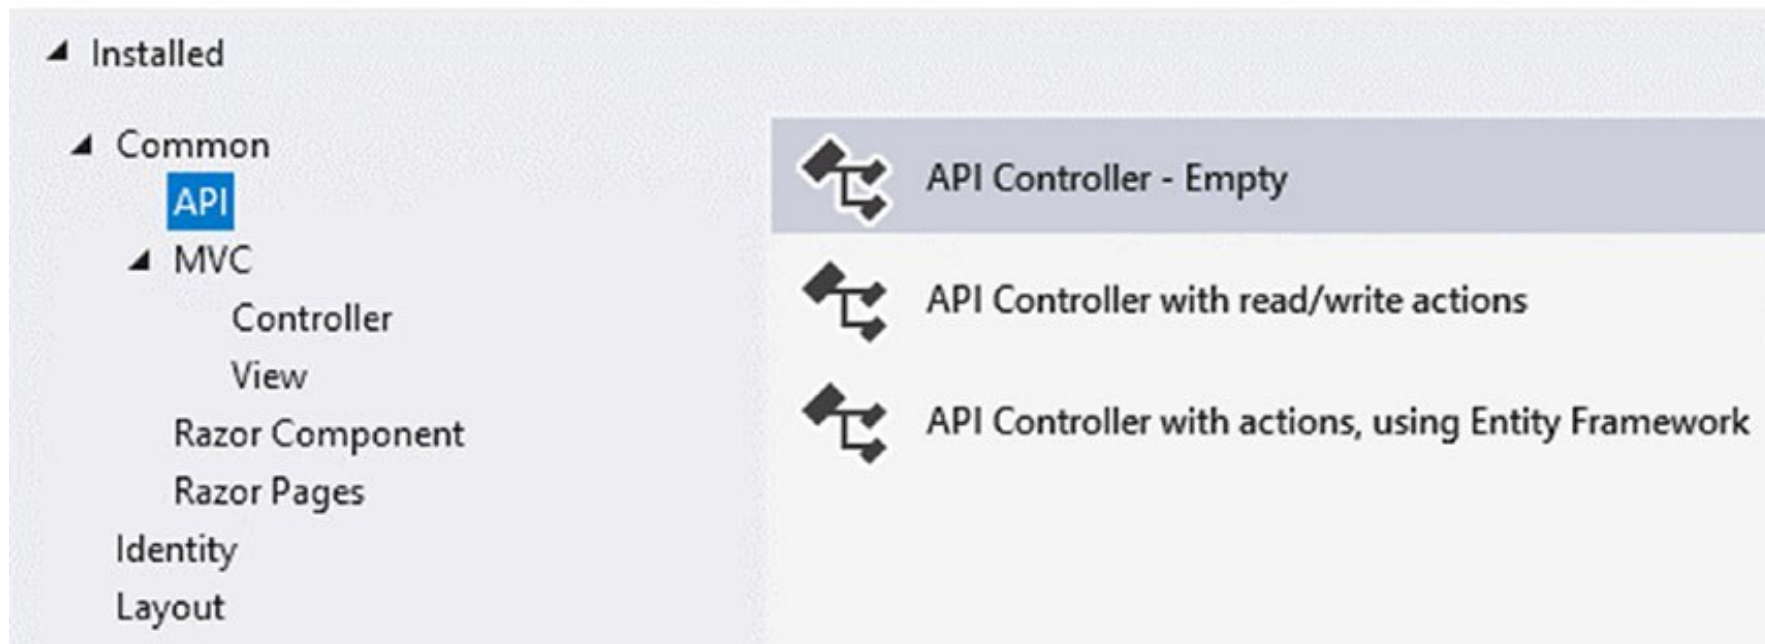 Installed
Common
API
MVC
Controller
View
Razor Component
Razor Pages
Identity
Layout
API Controller - Empty
API Controller with read/write actions
API Controller with actions, using Entity Framework